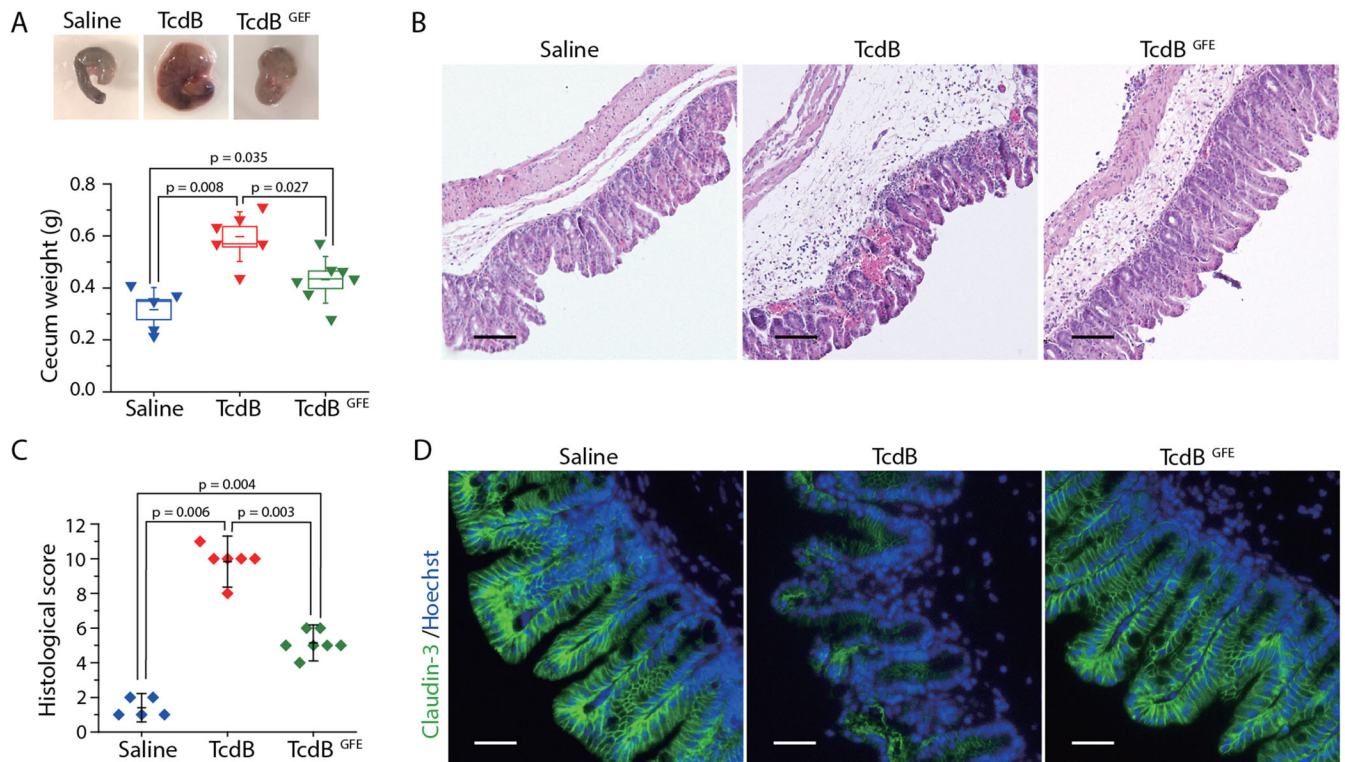 A
Saline TcdB TcdB GEF
p = 0.035
p = 0.008 p = 0.027
Cecum weight (g)
0.8
0.6
0.4
0.2
0.0
Saline TcdB TcdB GFE
B
Saline TcdB TcdB GFE
C
p = 0.004
p = 0.006 p = 0.003
Histological score
12
10
8
6
4
2
0
Saline TcdB TcdB GFE
D
Saline TcdB TcdB GFE
Claudin-3 /Hoechst